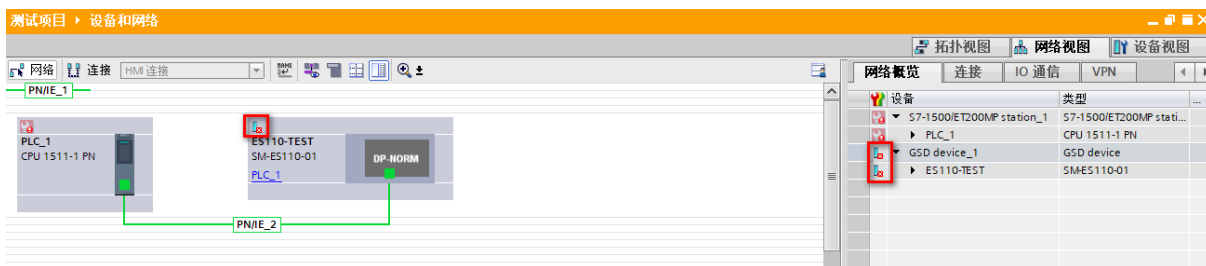 测试项目 ▸ 设备和网络
拓扑视图 网络视图 设备视图
网络 连接 HMI 连接
网络概览 连接 IO 通信 VPN
PN/IE_1
PLC_1
CPU 1511-1 PN
ES110-TEST
SM-ES110-01
PLC_1
DP-NORM
PN/IE_2
设备 类型 ...
S7-1500/ET200MP station_1 S7-1500/ET200MP stati...
PLC_1 CPU 1511-1 PN
GSD device_1 GSD device
ES110-TEST SM-ES110-01